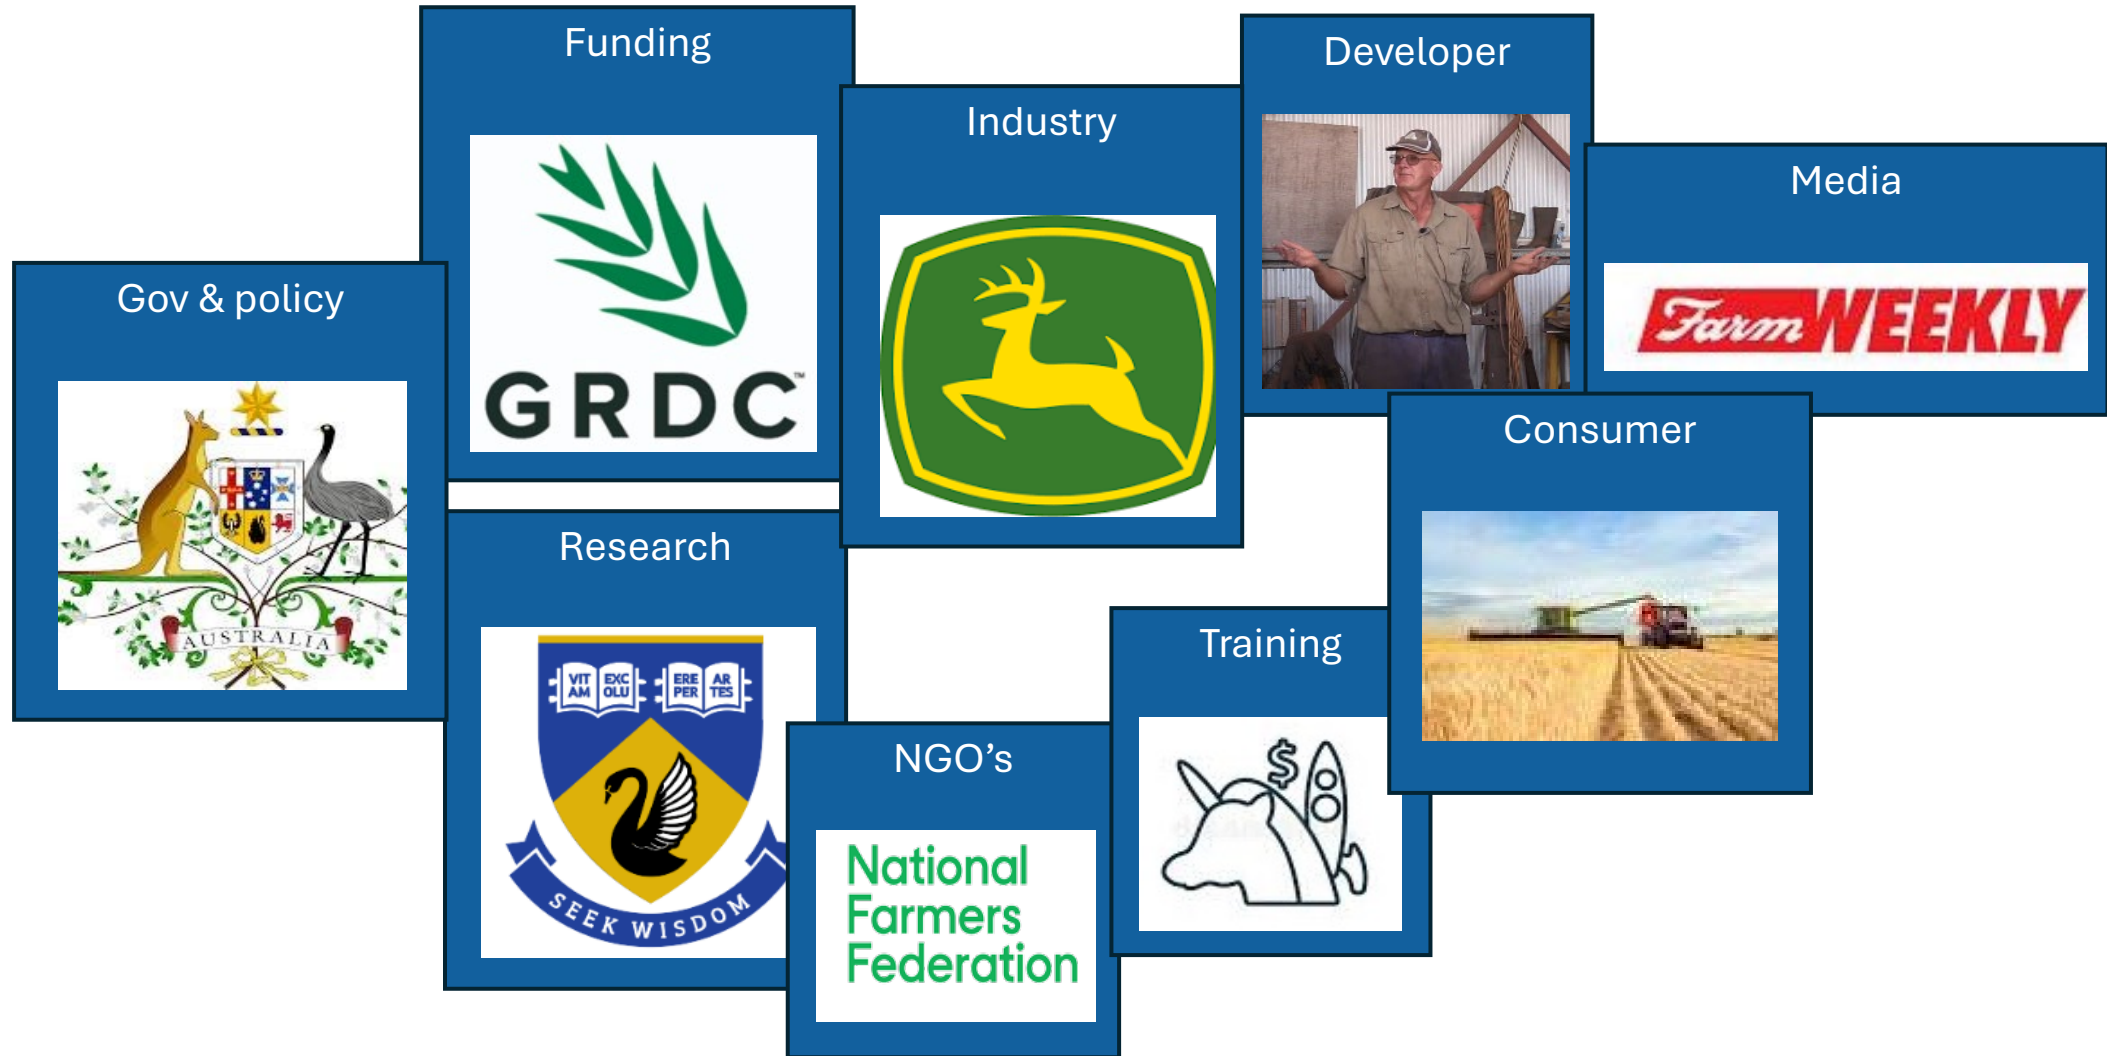 Funding
GRDC™
Industry
Developer
Media
Farm WEEKLY
Gov & policy
AUSTRALIA
Research
VIT AM EXC OLU ERE PER AR TES
SEEK WISDOM
NGO's
National
Farmers
Federation
Training
$
Consumer